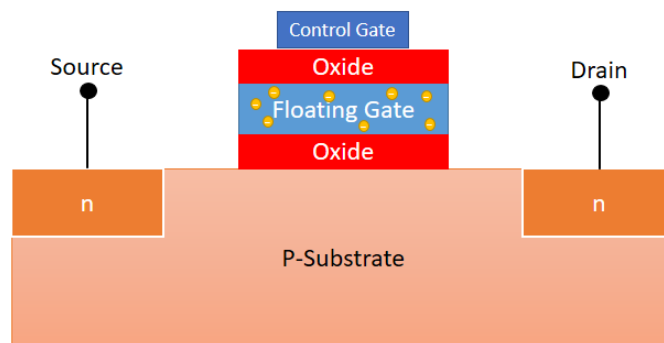 Control Gate
Oxide
Source
Drain
Floating Gate
Oxide
n
n
P-Substrate